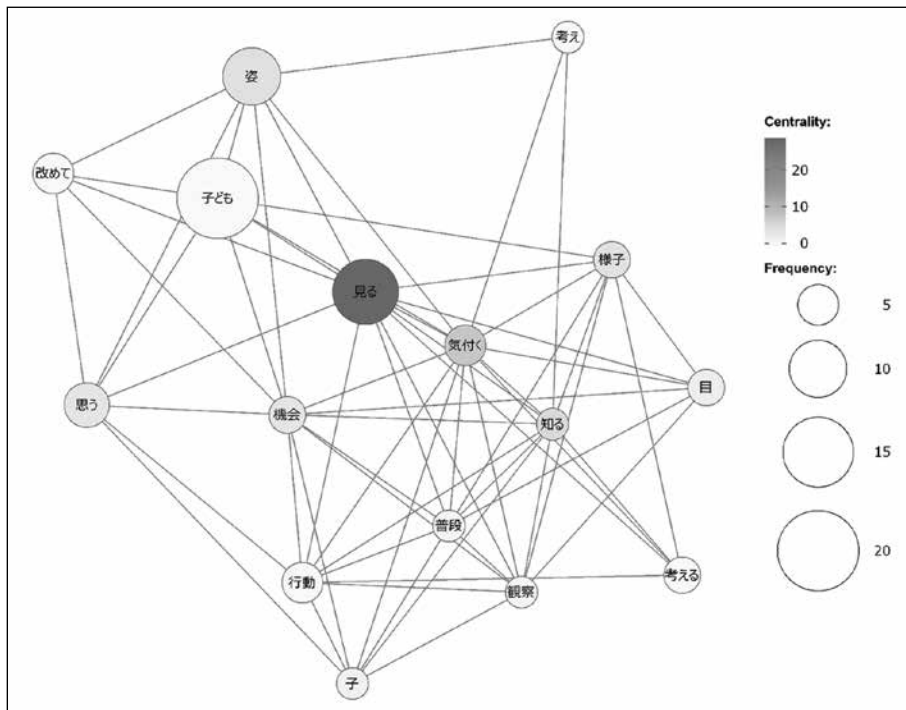 考え
姿
改めて
子ども
様子
見る
気付く
目
思う
機会
知る
普段
行動
観察
考える
子
Centrality:
20
10
0
Frequency:
5
10
15
20